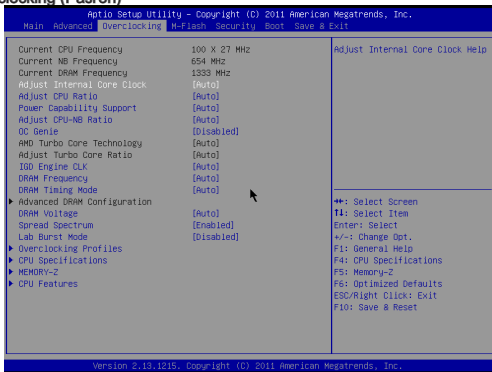 Aptio Setup Utility – Copyright (C) 2011 American Megatrends, Inc.
Main Advanced Overclocking M-Flash Security Boot Save & Exit
Current CPU Frequency 100 X 27 MHz
Current NB Frequency 654 MHz
Current DRAM Frequency 1333 MHz
Adjust Internal Core Clock [Auto]
Adjust CPU Ratio [Auto]
Power Capability Support [Auto]
Adjust CPU-NB Ratio [Auto]
OC Genie [Disabled]
AMD Turbo Core Technology [Auto]
Adjust Turbo Core Ratio [Auto]
IGD Engine CLK [Auto]
DRAM Frequency [Auto]
DRAM Timing Mode [Auto]
Advanced DRAM Configuration
DRAM Voltage [Auto]
Spread Spectrum [Enabled]
Lab Burst Mode [Disabled]
Overclocking Profiles
CPU Specifications
MEMORY-Z
CPU Features
Adjust Internal Core Clock Help
→←: Select Screen
↑↓: Select Item
Enter: Select
+/-: Change Opt.
F1: General Help
F4: CPU Specifications
F5: Memory-Z
F6: Optimized Defaults
ESC/Right Click: Exit
F10: Save & Reset
Version 2.13.1215. Copyright (C) 2011 American Megatrends, Inc.